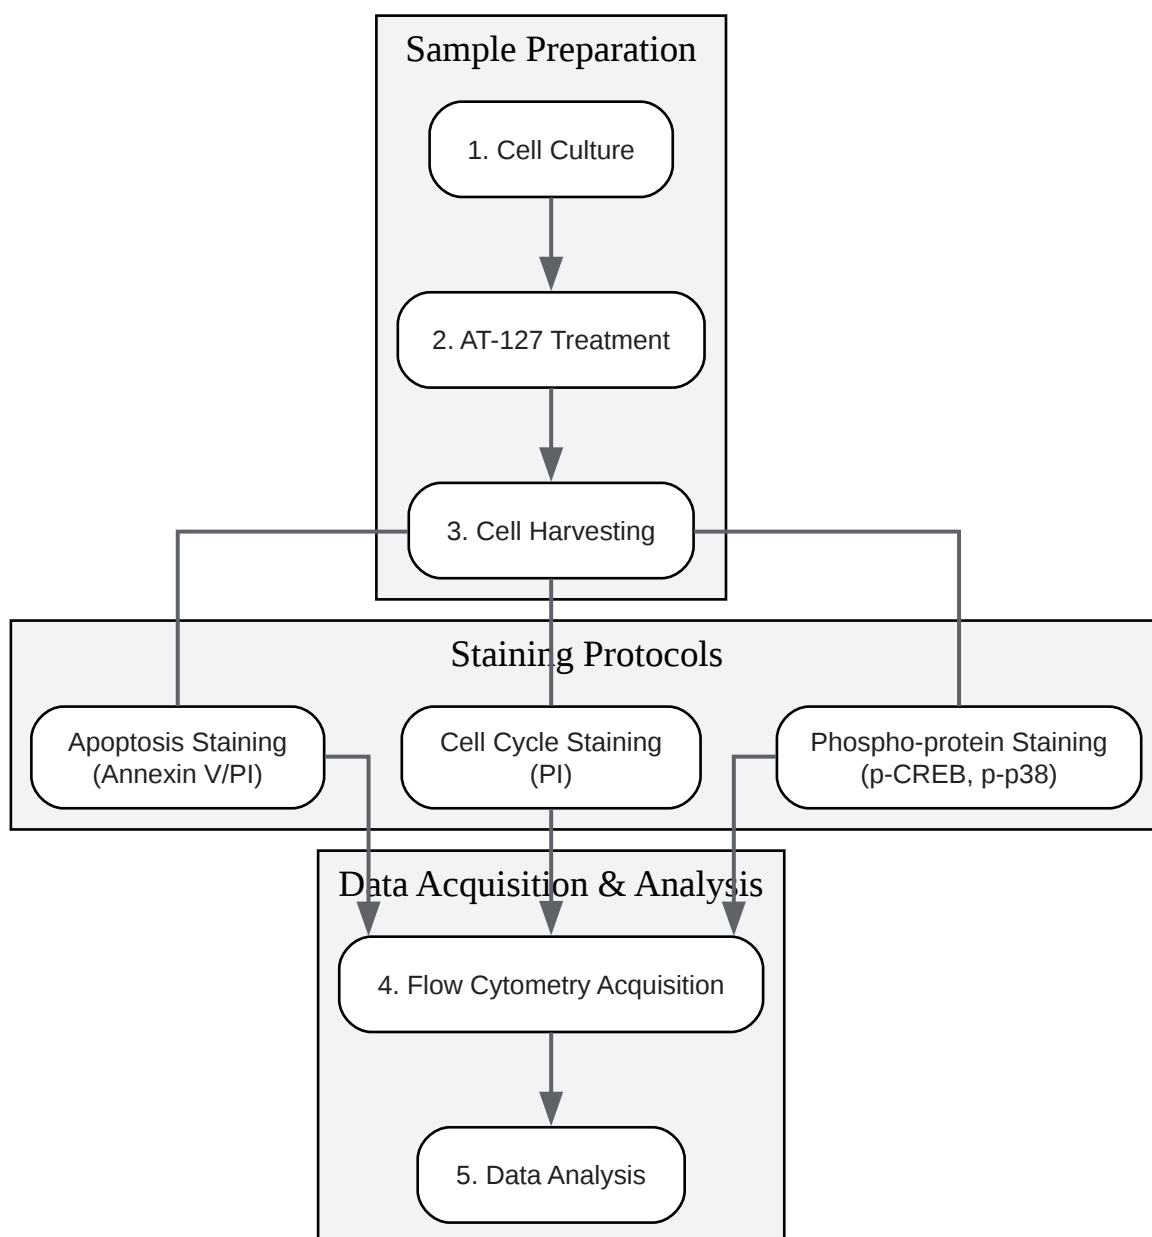 Sample Preparation
1. Cell Culture
2. AT-127 Treatment
3. Cell Harvesting
Staining Protocols
Apoptosis Staining
(Annexin V/PI)
Cell Cycle Staining
(PI)
Phospho-protein Staining
(p-CREB, p-p38)
Data Acquisition & Analysis
4. Flow Cytometry Acquisition
5. Data Analysis